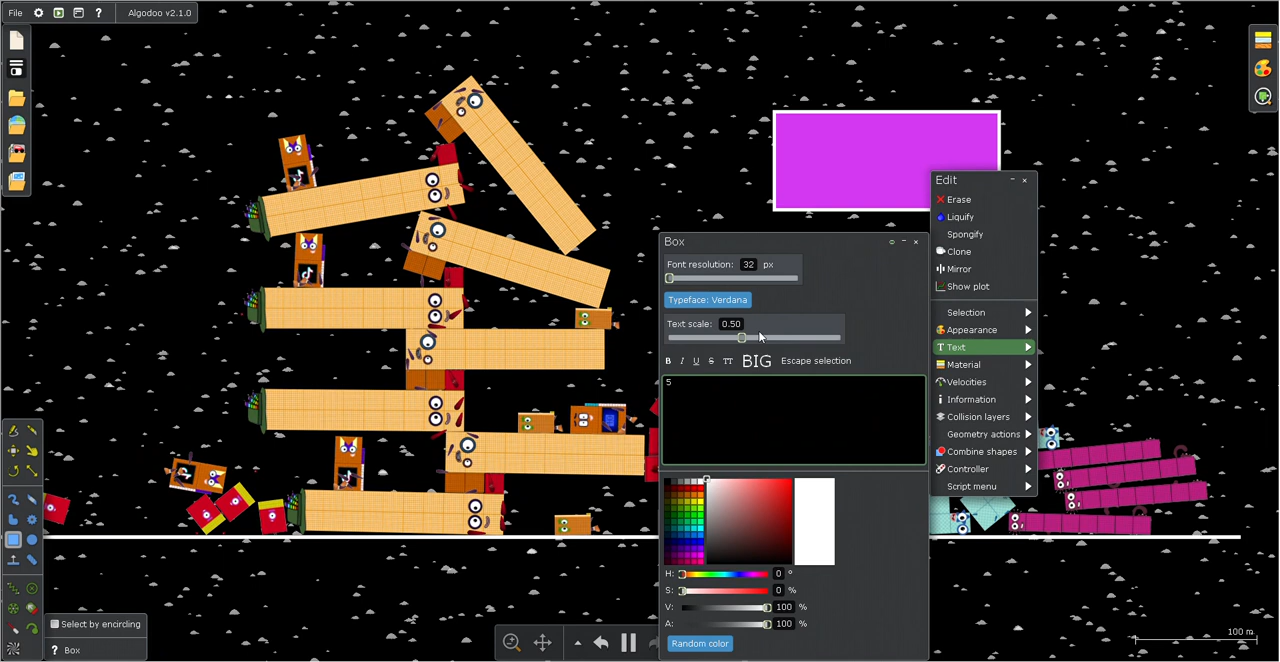 File ? Algodoo v2.1.0
Edit
Erase
Liquify
Spongify
Clone
Mirror
Show plot
Selection
Appearance
T Text
Material
Velocities
Information
Collision layers
Geometry actions
Combine shapes
Controller
Script menu
Box
Font resolution: 32 px
Typeface: Verdana
Text scale: 0.50
B I U S TT BIG Escape selection
5
H: 0 °
S: 0 %
V: 100 %
A: 100 %
Random color
Select by encircling
? Box
100 m